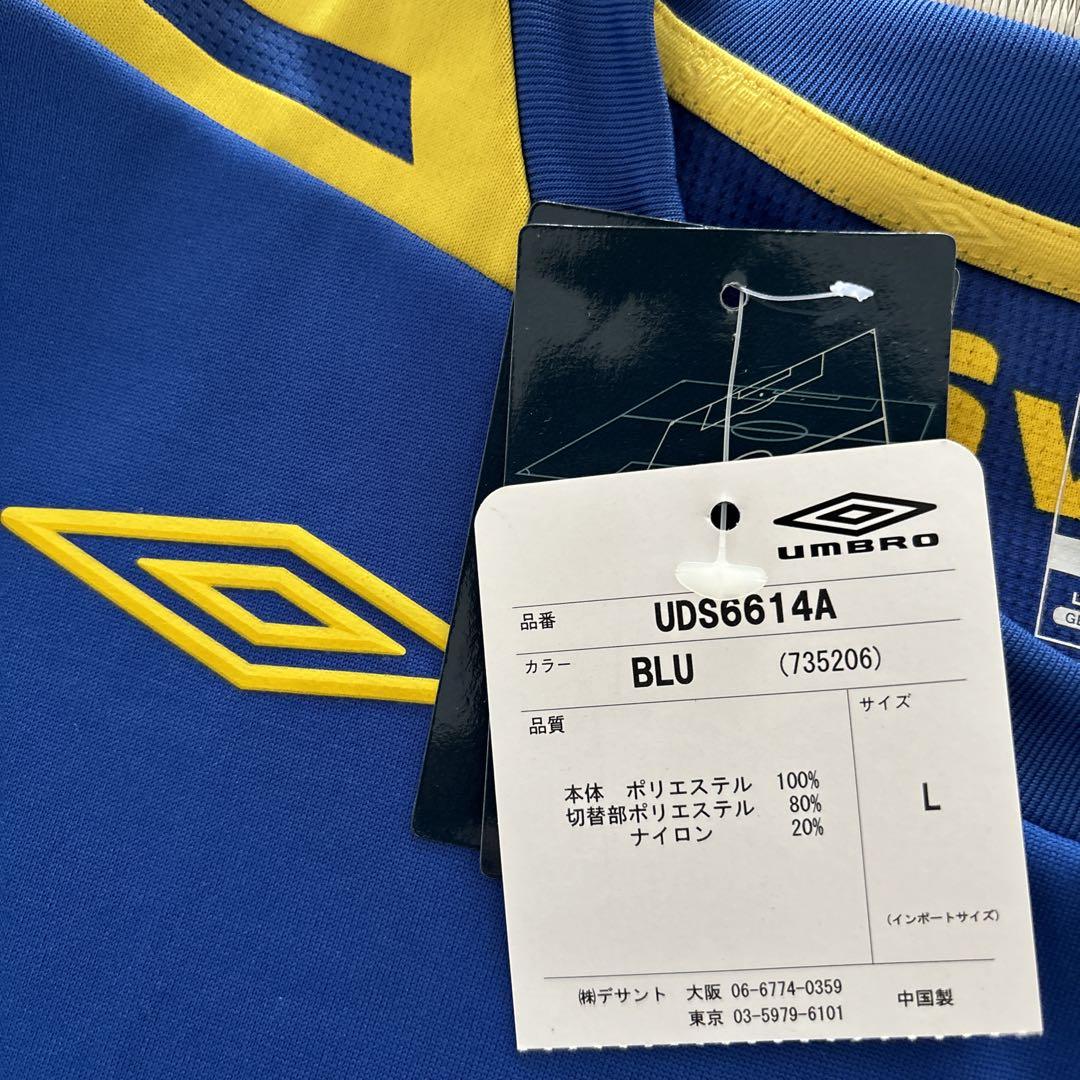 UMBRO
品番 UDS6614A
カラー BLU (735206)
品質 サイズ
本体 ポリエステル 100%
切替部ポリエステル 80%
ナイロン 20%
L
(インポートサイズ)
㈱デサント 大阪 06-6774-0359
東京 03-5979-6101
中国製